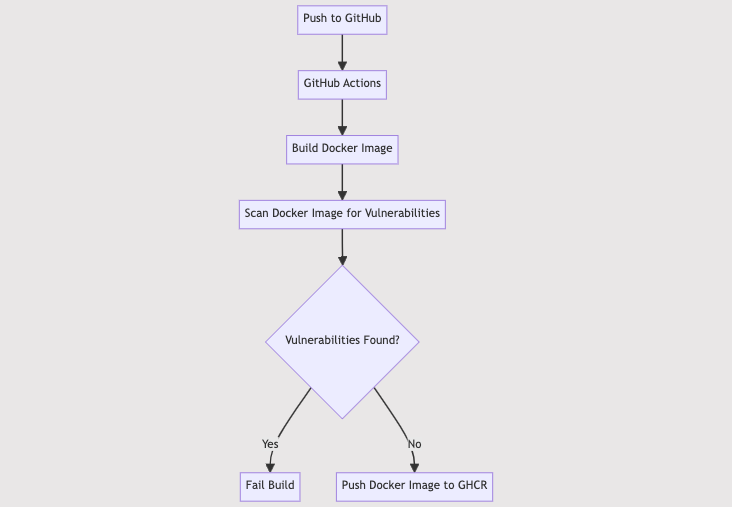 Push to GitHub
GitHub Actions
Build Docker Image
Scan Docker Image for Vulnerabilities
Vulnerabilities Found?
Yes
No
Fail Build
Push Docker Image to GHCR